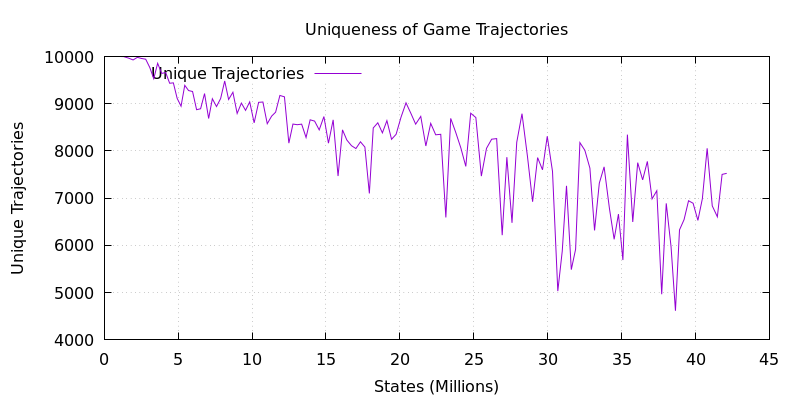 Uniqueness of Game Trajectories
10000
9000
8000
7000
6000
5000
4000
Unique Trajectories
Unique Trajectories
0 5 10 15 20 25 30 35 40 45
States (Millions)